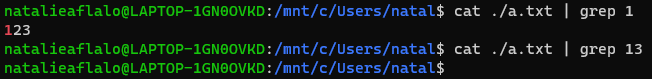 natalieaflalo@LAPTOP-1GN0OVKD:/mnt/c/Users/natal$ cat ./a.txt | grep 1
123
natalieaflalo@LAPTOP-1GN0OVKD:/mnt/c/Users/natal$ cat ./a.txt | grep 13
natalieaflalo@LAPTOP-1GN0OVKD:/mnt/c/Users/natal$